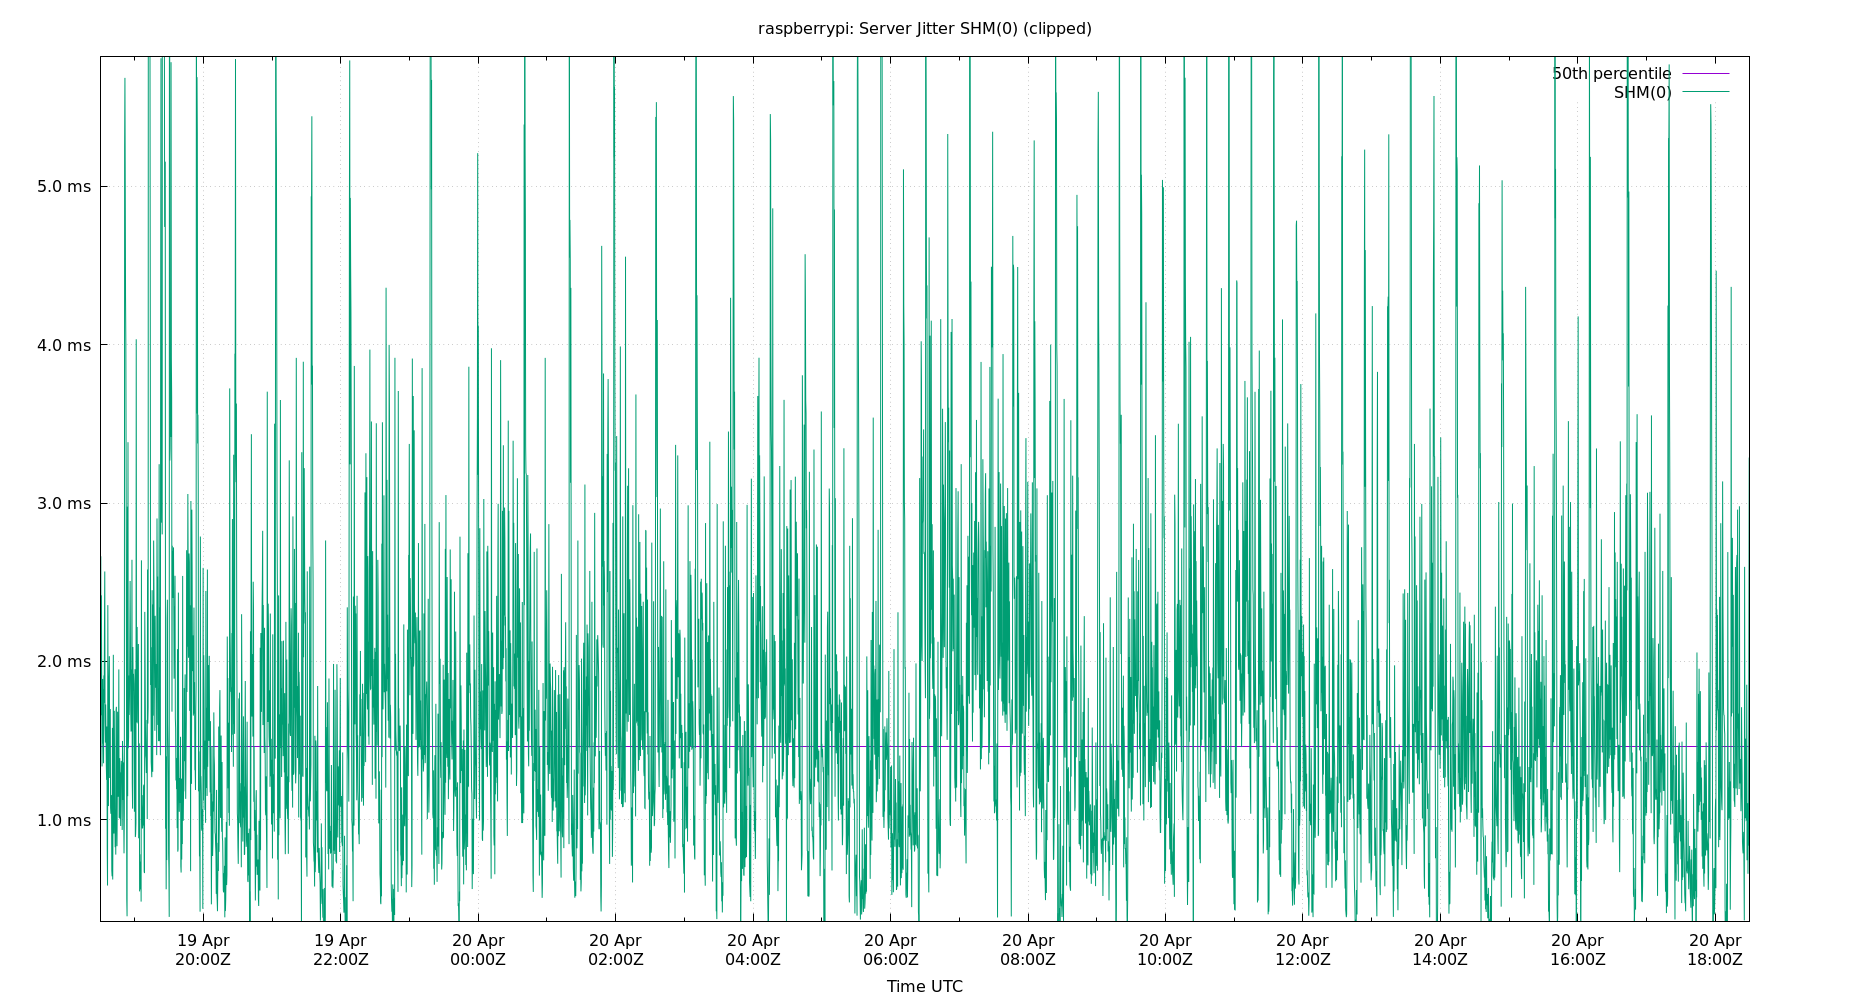 raspberrypi: Server Jitter SHM(0) (clipped)
50th percentile
SHM(0)
5.0 ms
4.0 ms
3.0 ms
2.0 ms
1.0 ms
19 Apr 19 Apr 20 Apr 20 Apr 20 Apr 20 Apr 20 Apr 20 Apr 20 Apr 20 Apr 20 Apr 20 Apr
20:00Z 22:00Z 00:00Z 02:00Z 04:00Z 06:00Z 08:00Z 10:00Z 12:00Z 14:00Z 16:00Z 18:00Z
Time UTC